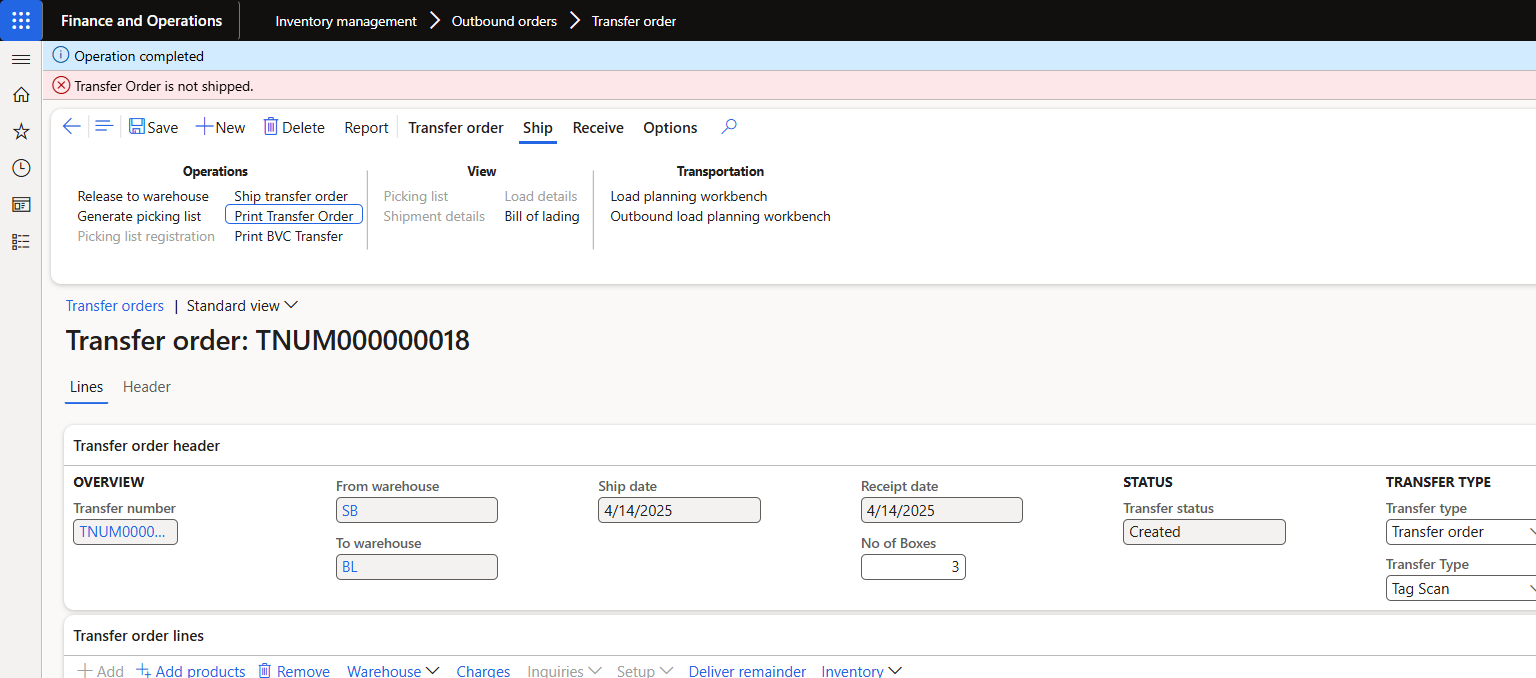 Finance and Operations
Inventory management Outbound orders Transfer order
Operation completed
Transfer Order is not shipped.
Save New Delete Report Transfer order Ship Receive Options
Operations
Release to warehouse Ship transfer order
Generate picking list Print Transfer Order
Picking list registration Print BVC Transfer
View
Picking list Load details
Shipment details Bill of lading
Transportation
Load planning workbench
Outbound load planning workbench
Transfer orders | Standard view
Transfer order: TNUM000000018
Lines Header
Transfer order header
OVERVIEW
Transfer number
TNUM0000...
From warehouse
SB
To warehouse
BL
Ship date
4/14/2025
Receipt date
4/14/2025
No of Boxes
3
STATUS
Transfer status
Created
TRANSFER TYPE
Transfer type
Transfer order
Transfer Type
Tag Scan
Transfer order lines
Add Add products Remove Warehouse Charges Inquiries Setup Deliver remainder Inventory